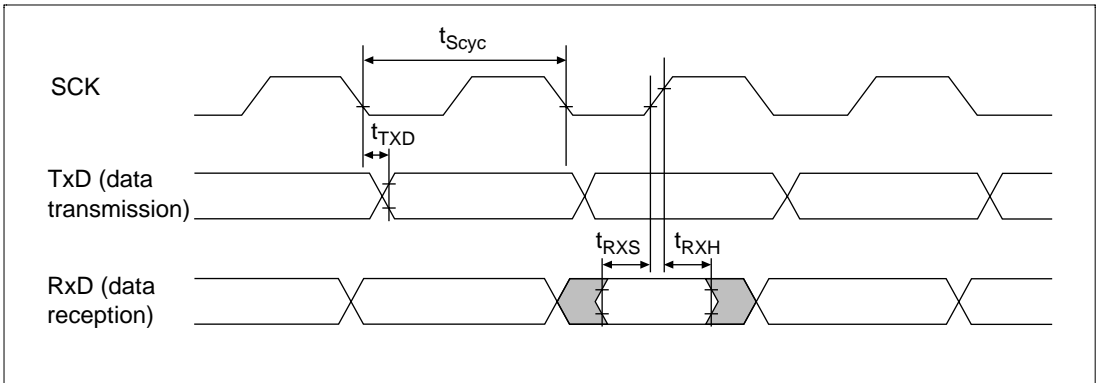 tScyc
SCK
tTXD
TxD (data
transmission)
tRXS
tRXH
RxD (data
reception)